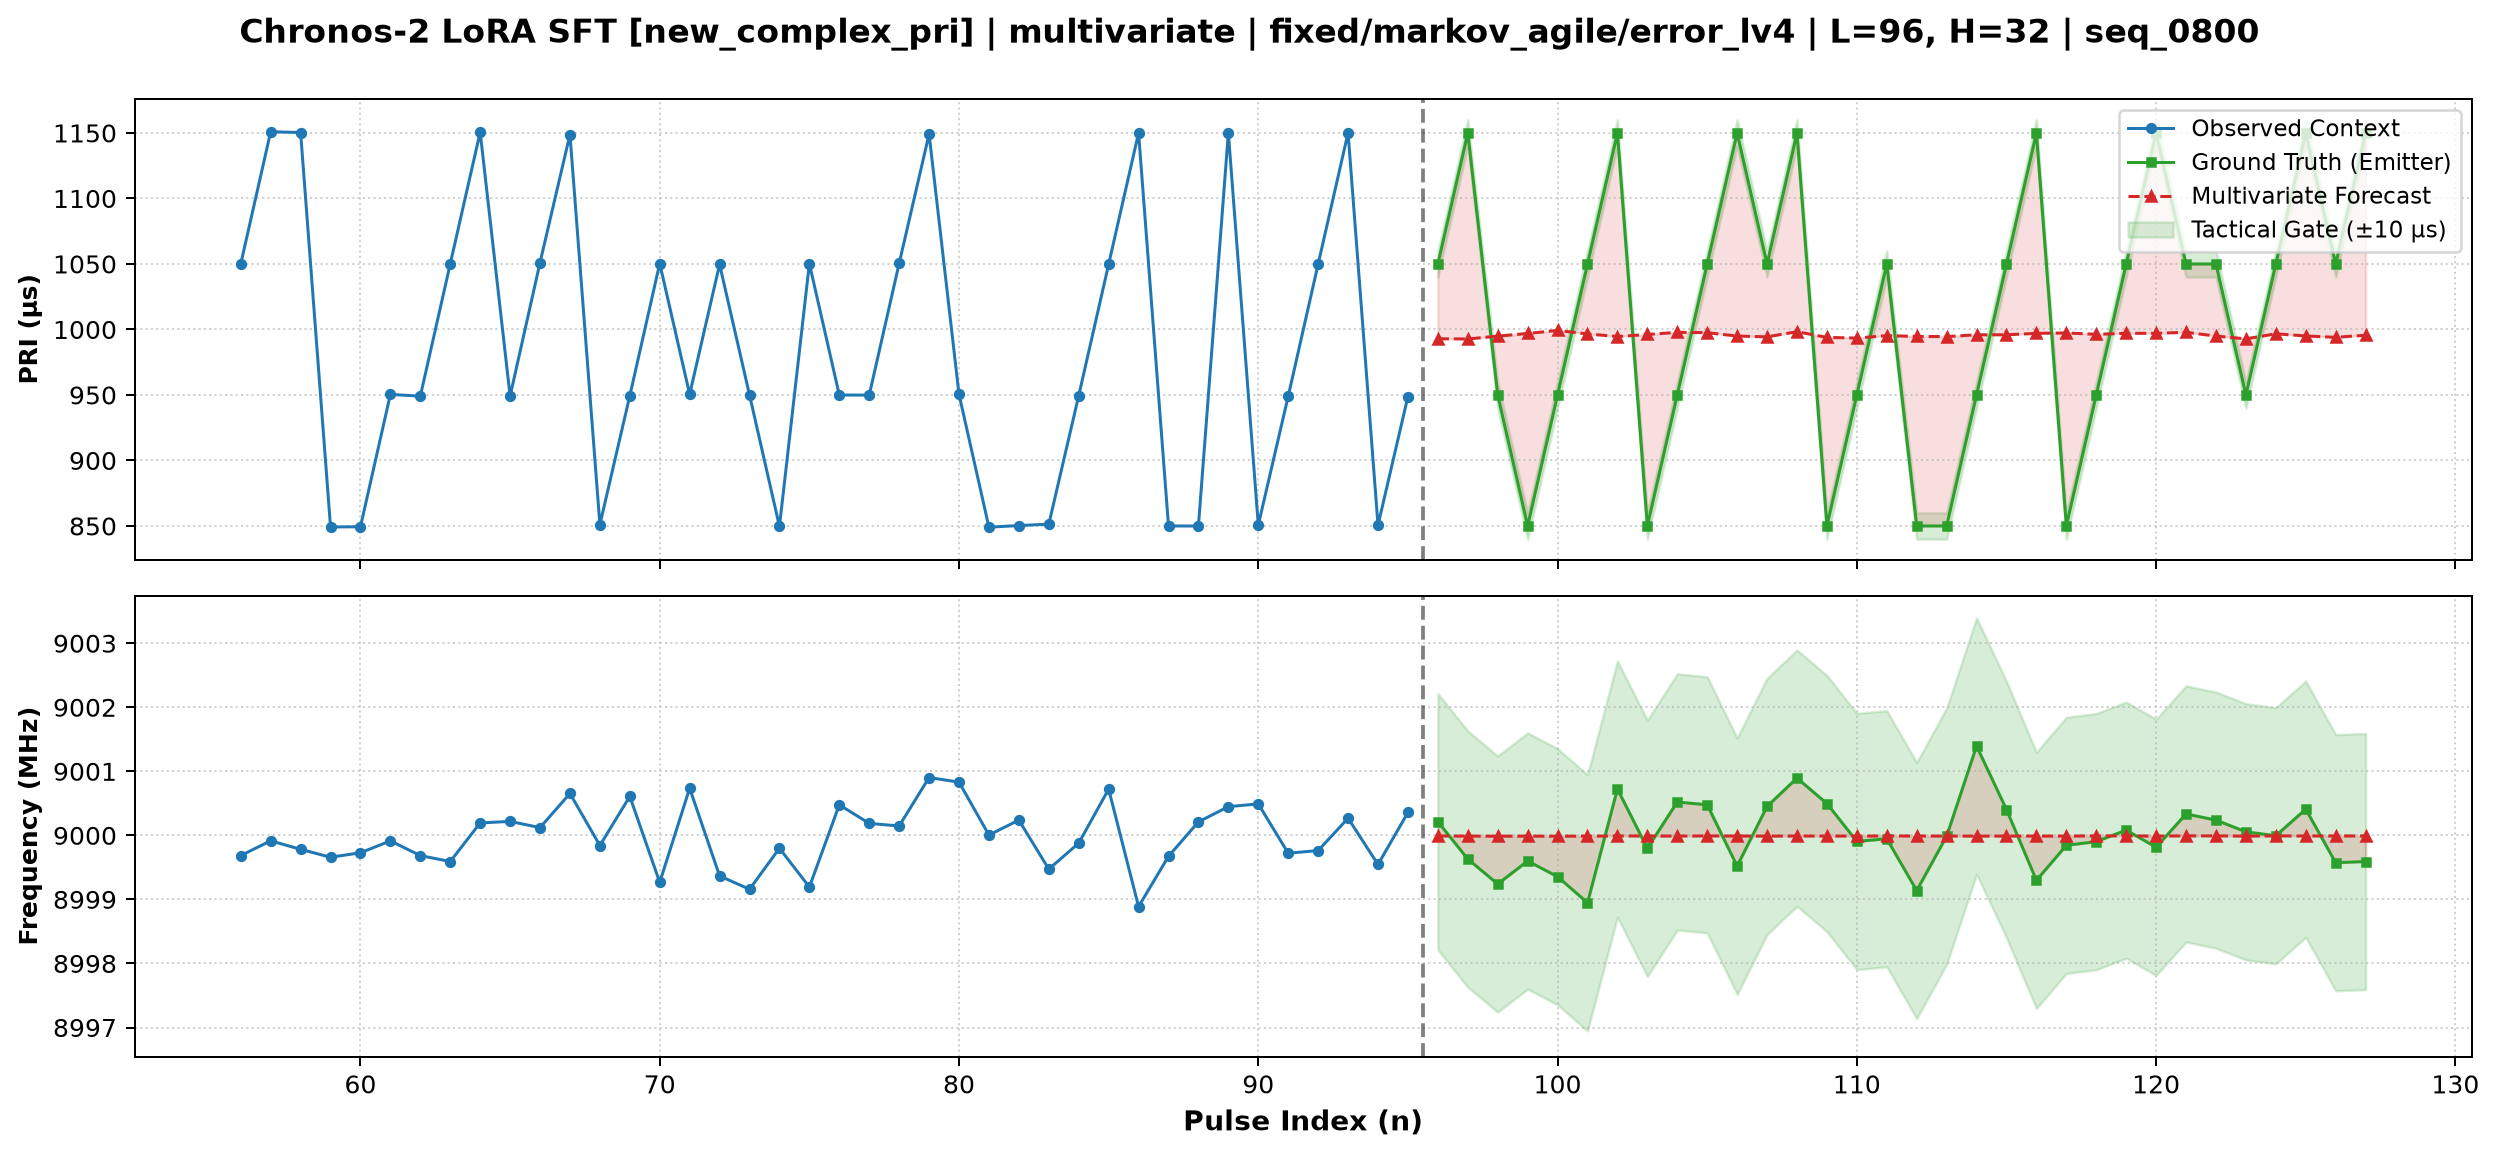 Chronos-2 LoRA SFT [new_complex_pri] | multivariate | fixed/markov_agile/error_lv4 | L=96, H=32 | seq_0800
PRI (µs)
1150
1100
1050
1000
950
900
850
Observed Context
Ground Truth (Emitter)
Multivariate Forecast
Tactical Gate (±10 µs)
Frequency (MHz)
9003
9002
9001
9000
8999
8998
8997
60
70
80
90
100
110
120
130
Pulse Index (n)